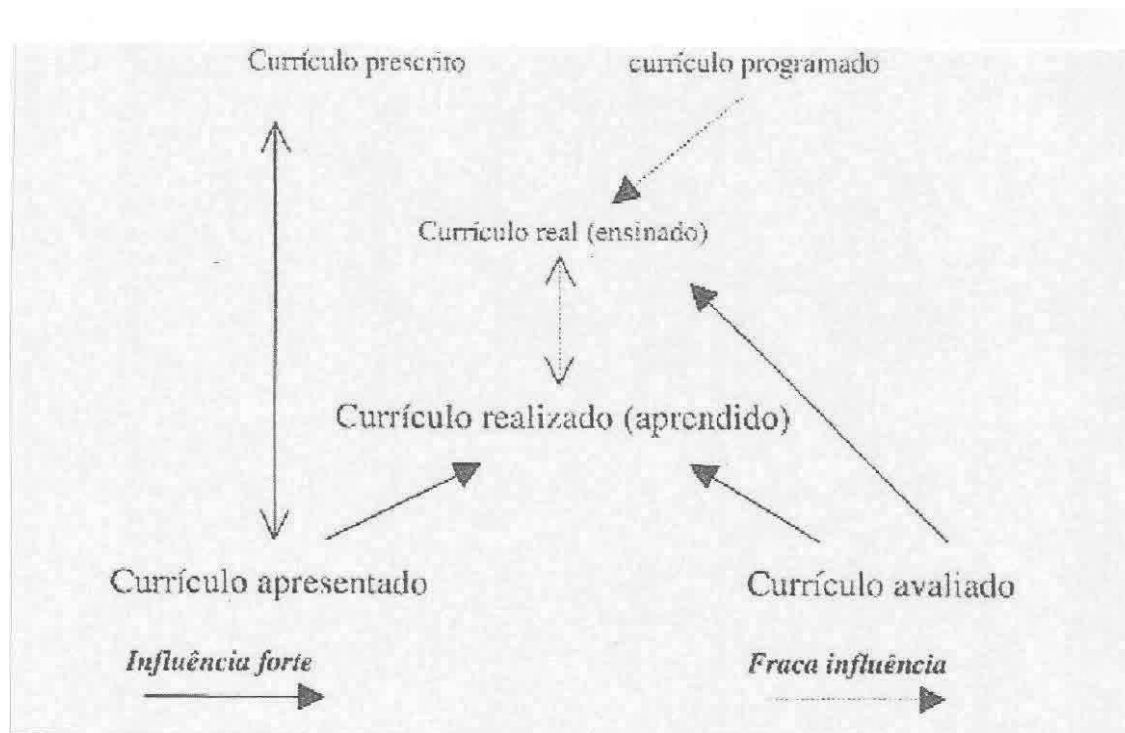 Currículo prescrito
currículo programado
Currículo real (ensinado)
Currículo realizado (aprendido)
Currículo apresentado
Currículo avaliado
Influência forte
Fraca influência